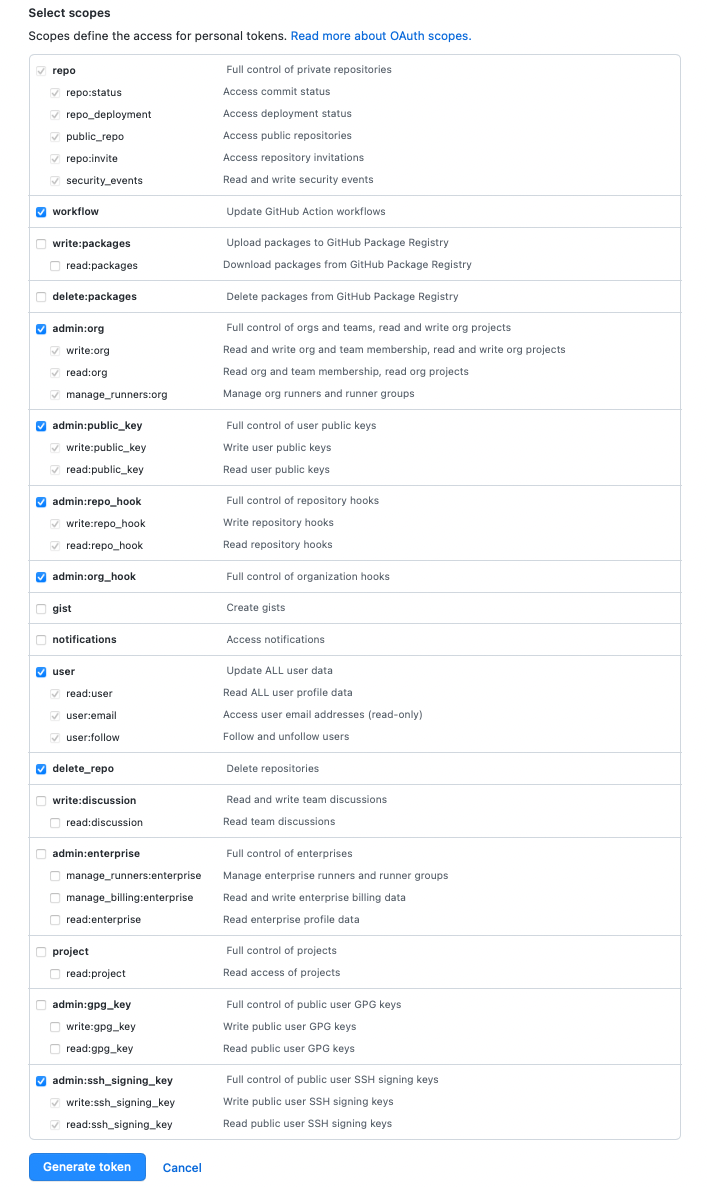 Select scopes
Scopes define the access for personal tokens. Read more about OAuth scopes.
repo Full control of private repositories
repo:status Access commit status
repo_deployment Access deployment status
public_repo Access public repositories
repo:invite Access repository invitations
security_events Read and write security events
workflow Update GitHub Action workflows
write:packages Upload packages to GitHub Package Registry
read:packages Download packages from GitHub Package Registry
delete:packages Delete packages from GitHub Package Registry
admin:org Full control of orgs and teams, read and write org projects
write:org Read and write org and team membership, read and write org projects
read:org Read org and team membership, read org projects
manage_runners:org Manage org runners and runner groups
admin:public_key Full control of user public keys
write:public_key Write user public keys
read:public_key Read user public keys
admin:repo_hook Full control of repository hooks
write:repo_hook Write repository hooks
read:repo_hook Read repository hooks
admin:org_hook Full control of organization hooks
gist Create gists
notifications Access notifications
user Update ALL user data
read:user Read ALL user profile data
user:email Access user email addresses (read-only)
user:follow Follow and unfollow users
delete_repo Delete repositories
write:discussion Read and write team discussions
read:discussion Read team discussions
admin:enterprise Full control of enterprises
manage_runners:enterprise Manage enterprise runners and runner groups
manage_billing:enterprise Read and write enterprise billing data
read:enterprise Read enterprise profile data
project Full control of projects
read:project Read access of projects
admin:gpg_key Full control of public user GPG keys
write:gpg_key Write public user GPG keys
read:gpg_key Read public user GPG keys
admin:ssh_signing_key Full control of public user SSH signing keys
write:ssh_signing_key Write public user SSH signing keys
read:ssh_signing_key Read public user SSH signing keys
Generate token Cancel